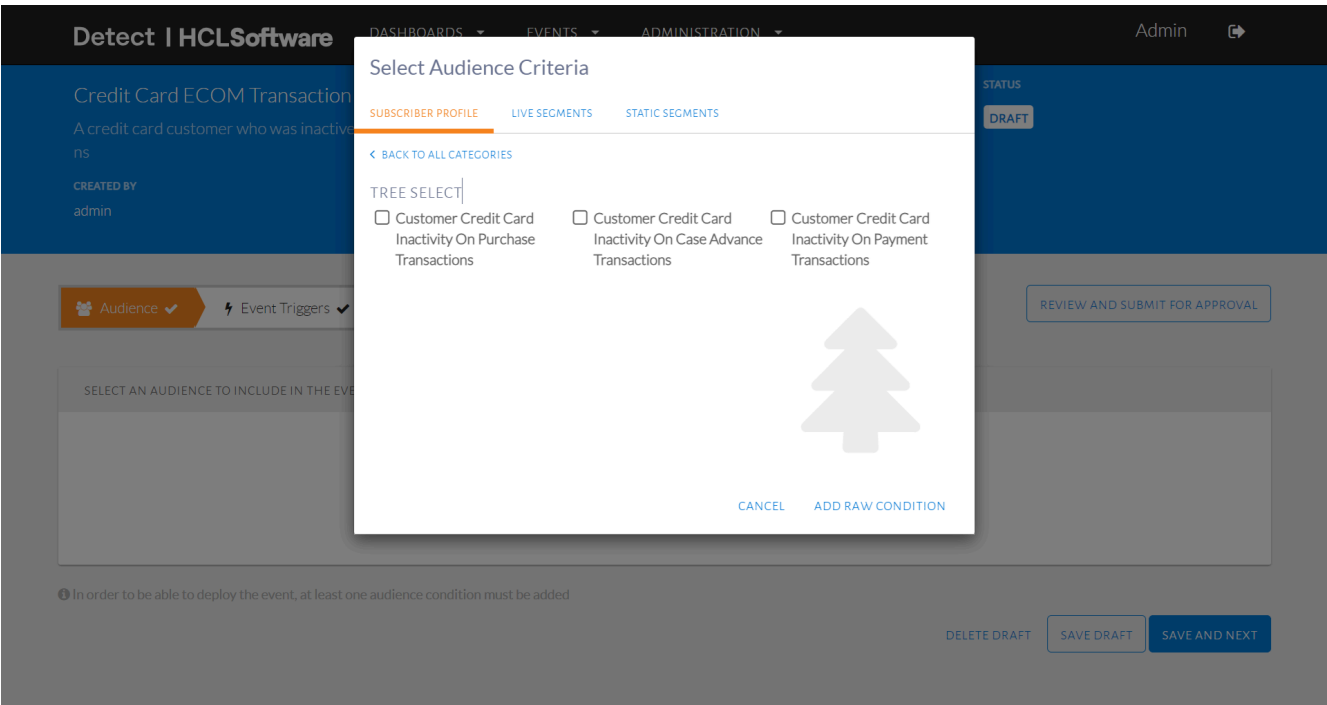 Detect | HCLSoftware DASHBOARDS EVENTS ADMINISTRATION Admin
Select Audience Criteria
Credit Card ECOM Transaction
A credit card customer who was inactive
ns
CREATED BY
admin
STATUS
DRAFT
SUBSCRIBER PROFILE LIVE SEGMENTS STATIC SEGMENTS
BACK TO ALL CATEGORIES
TREE SELECT
Customer Credit Card
Inactivity On Purchase
Transactions
Customer Credit Card
Inactivity On Case Advance
Transactions
Customer Credit Card
Inactivity On Payment
Transactions
Audience Event Triggers
REVIEW AND SUBMIT FOR APPROVAL
SELECT AN AUDIENCE TO INCLUDE IN THE EVE
CANCEL ADD RAW CONDITION
In order to be able to deploy the event, at least one audience condition must be added
DELETE DRAFT SAVE DRAFT SAVE AND NEXT